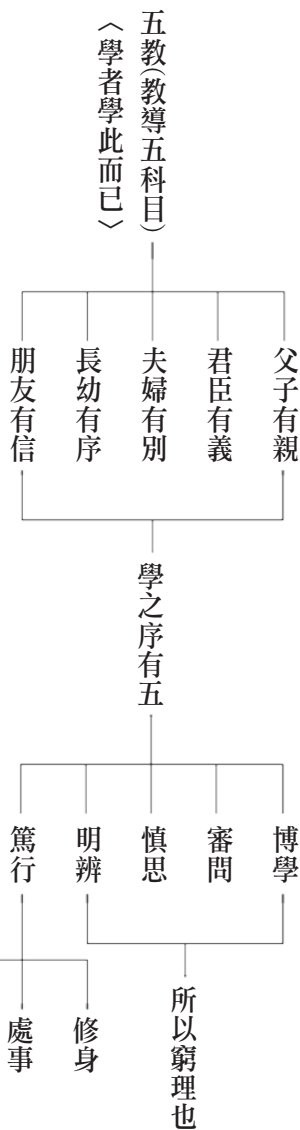 五教(教導五科目)
〈學者學此而已〉
父子有親
君臣有義
夫婦有別
長幼有序
朋友有信
學之序有五
博學
審問
慎思
明辨
篤行
所以窮理也
修身
處事